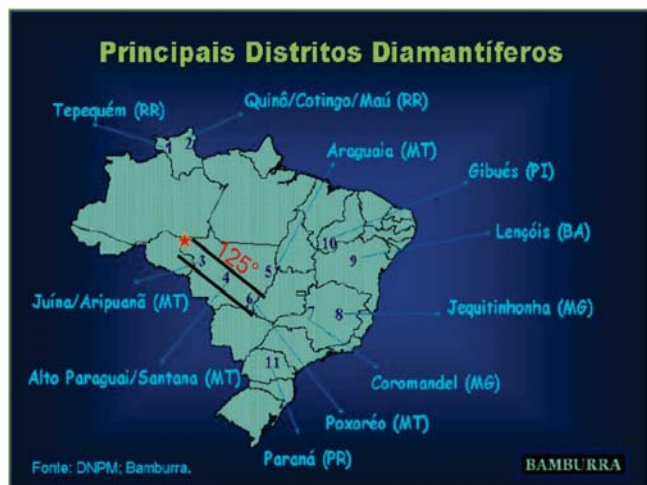 Principais Distritos Diamantíferos
Quinô/Cotingo/Maú (RR)
Tepequém (RR)
Araguaia (MT)
Gibués (PI)
Lençóis (BA)
Jequitinhonha (MG)
Coromandel (MG)
Poxoréo (MT)
Paraná (PR)
Alto Paraguai/Santana (MT)
Juína/Aripuanã (MT)
1
2
3
4
5
6
7
8
9
10
11
125°
Fonte: DNPM; Bamburra.
BAMBURRA